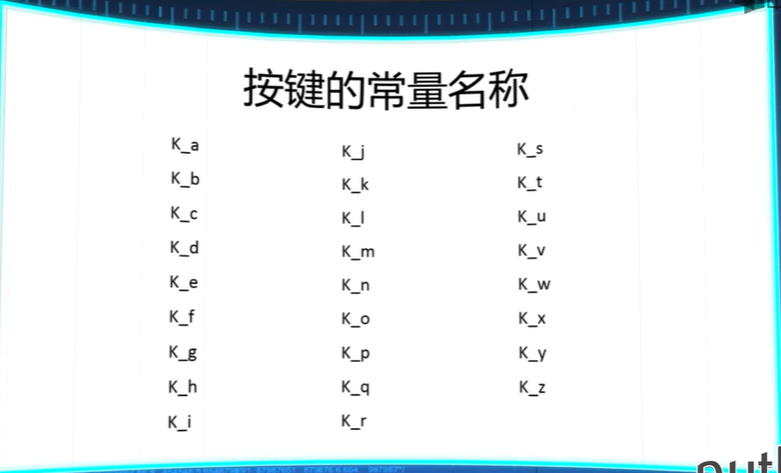 按键的常量名称
K_a
K_b
K_c
K_d
K_e
K_f
K_g
K_h
K_i
K_j
K_k
K_l
K_m
K_n
K_o
K_p
K_q
K_r
K_s
K_t
K_u
K_v
K_w
K_x
K_y
K_z